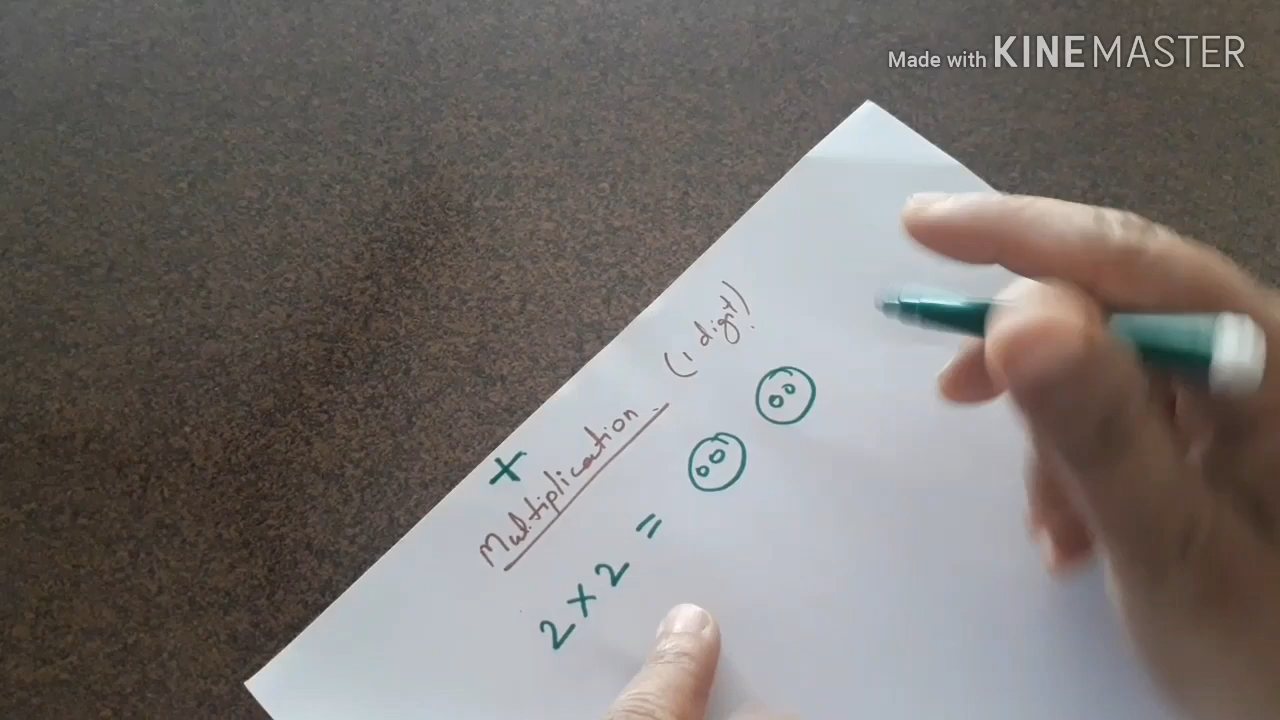 Made with KINEMASTER
×
Multiplication (1 digit)
2 × 2 =